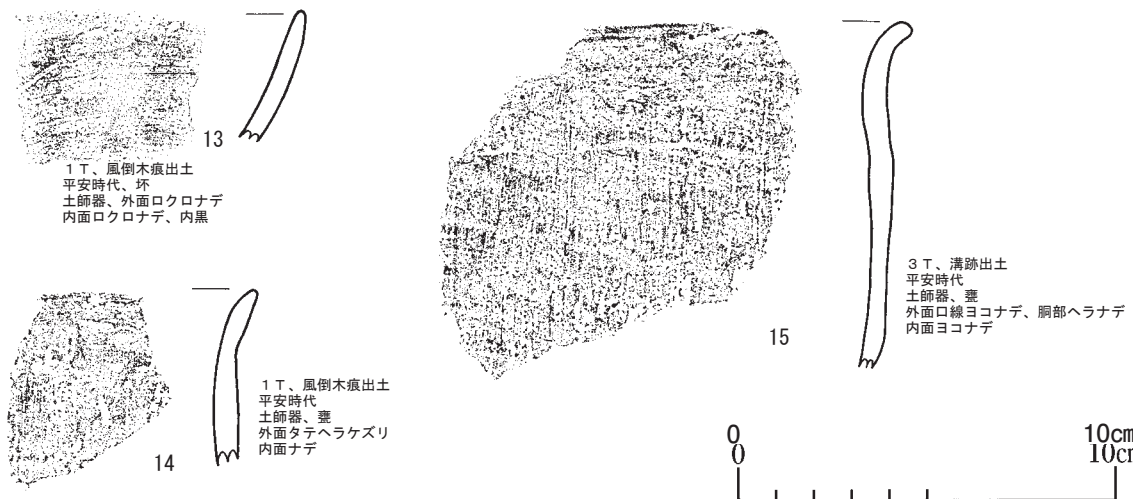 13
1T、風倒木痕出土
平安時代、坏
土師器、外面ロクロナデ
内面ロクロナデ、内黒
14
1T、風倒木痕出土
平安時代
土師器、甕
外面タテヘラケズリ
内面ナデ
15
3T、溝跡出土
平安時代
土師器、甕
外面口線ヨコナデ、胴部ヘラナデ
内面ヨコナデ
0 10cm
0 10cm